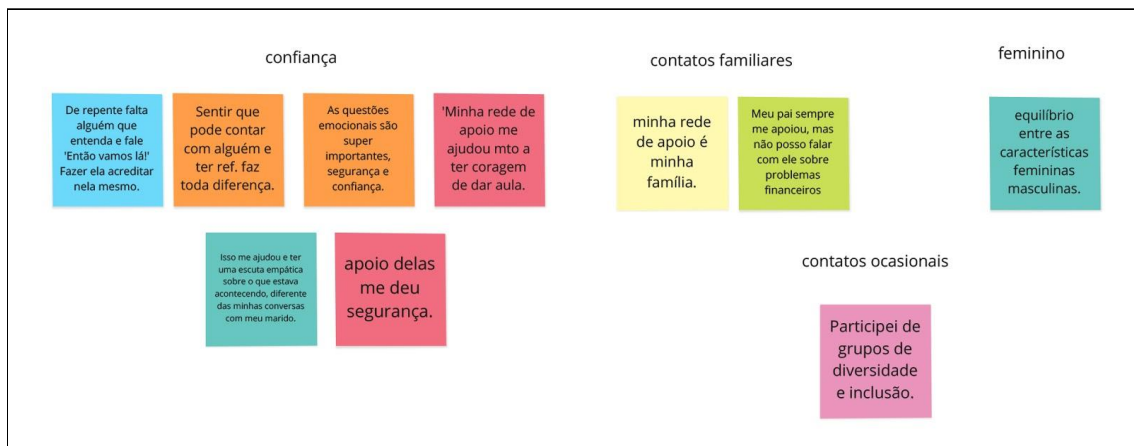 confiança
De repente falta
alguém que
entenda e fale
'Então vamos lá!'
Fazer ela acreditar
nela mesmo.
Sentir que
pode contar
com alguém e
ter ref. faz
toda diferença.
As questões
emocionais são
super
importantes,
segurança e
confiança.
'Minha rede de
apoio me
ajudou mto a
ter coragem
de dar aula.
Isso me ajudou e ter
uma escuta empática
sobre o que estava
acontecendo, diferente
das minhas conversas
com meu marido.
apoio delas
me deu
segurança.
contatos familiares
minha rede
de apoio é
minha
família.
Meu pai sempre
me apoiou, mas
não posso falar
com ele sobre
problemas
financeiros
feminino
equilíbrio
entre as
características
femininas
masculinas.
contatos ocasionais
Participei de
grupos de
diversidade
e inclusão.